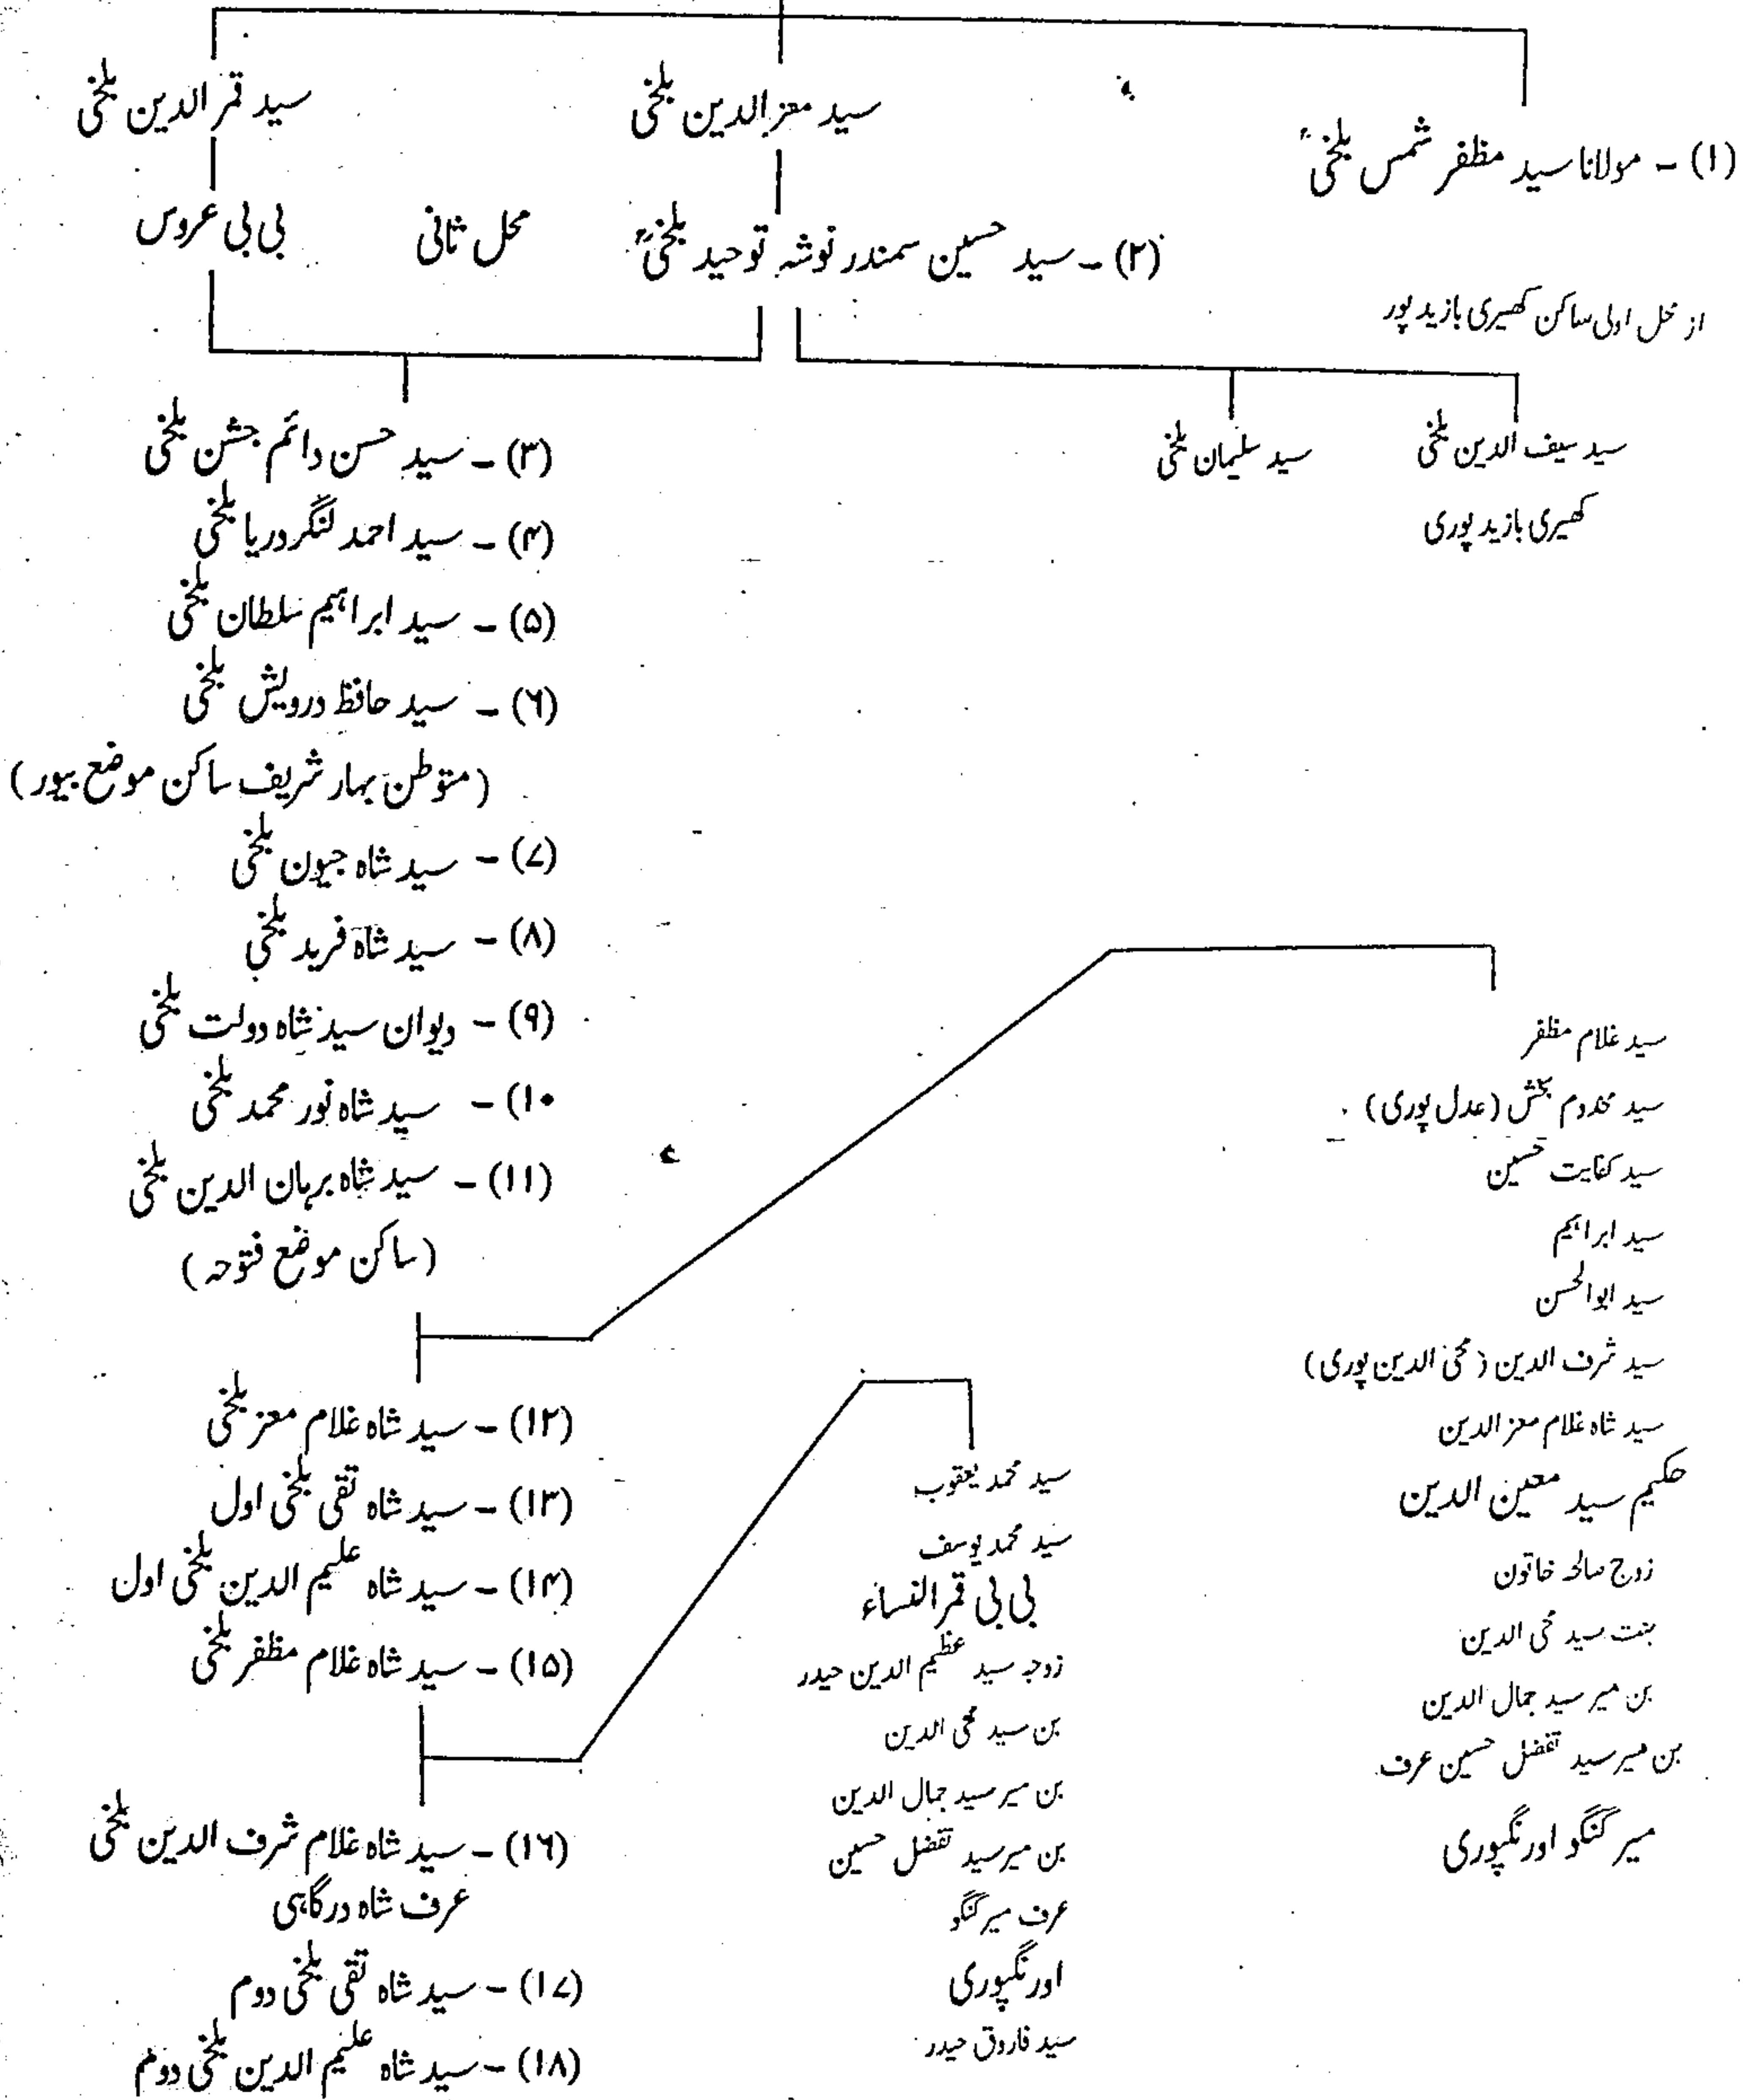 سید قمر الدین بلخی
سید معز الدین بلخی
(۱) - مولانا سید مظفر شمس بلخیؒ
بی بی عروس
محل ثانی
(۲) - سید حسین سمندر نوشہ توحید بلخیؒ
از محل اولی ساکن کھیری بازید پور
سید سیف الدین بلخی
سید سلیمان بلخی
کھیری بازید پوری
(۳) - سید حسن دائم جشن بلخی
(۴) - سید احمد لنگر دریا بلخی
(۵) - سید ابراہیم سلطان بلخی
(۶) - سید حافظ درویش بلخی
(متوطن بہار شریف ساکن موضع بیور)
(۷) - سید شاہ جیون بلخی
(۸) - سید شاہ فرید بلخی
(۹) - دیوان سید شاہ دولت بلخی
۱۰) - سید شاہ نور محمد بلخی
(۱۱) - سید شاہ برہان الدین بلخی
(ساکن موضع فتوحہ)
سید غلام مظفر
سید مخدوم بخش (عدل پوری)
سید کفایت حسین
سید ابراہیم
سید ابوالحسن
سید شرف الدین (محی الدین پوری)
سید شاہ غلام معز الدین
حکیم سید معین الدین
زوج صالحہ خاتون
بنت سید محی الدین
بن میر سید جمال الدین
بن میر سید تفضل حسین عرف
میر گنگو اورنگپوری
(۱۲) - سید شاہ غلام معز بلخی
(۱۳) - سید شاہ تقی بلخی اول
(۱۴) - سید شاہ علیم الدین بلخی اول
(۱۵) - سید شاہ غلام مظفر بلخی
سید محمد یعقوب
سید محمد یوسف
بی بی قمر النساء
زوجہ سید عظیم الدین حیدر
بن سید محی الدین
بن میر سید جمال الدین
بن میر سید تفضل حسین
عرف میر گنگو
اورنگپوری
سید فاروق حیدر
(۱۶) - سید شاہ غلام شرف الدین بلخی
عرف شاہ درگاہی
(۱۷) - سید شاہ تقی بلخی دوم
(۱۸) - سید شاہ علیم الدین بلخی دوم